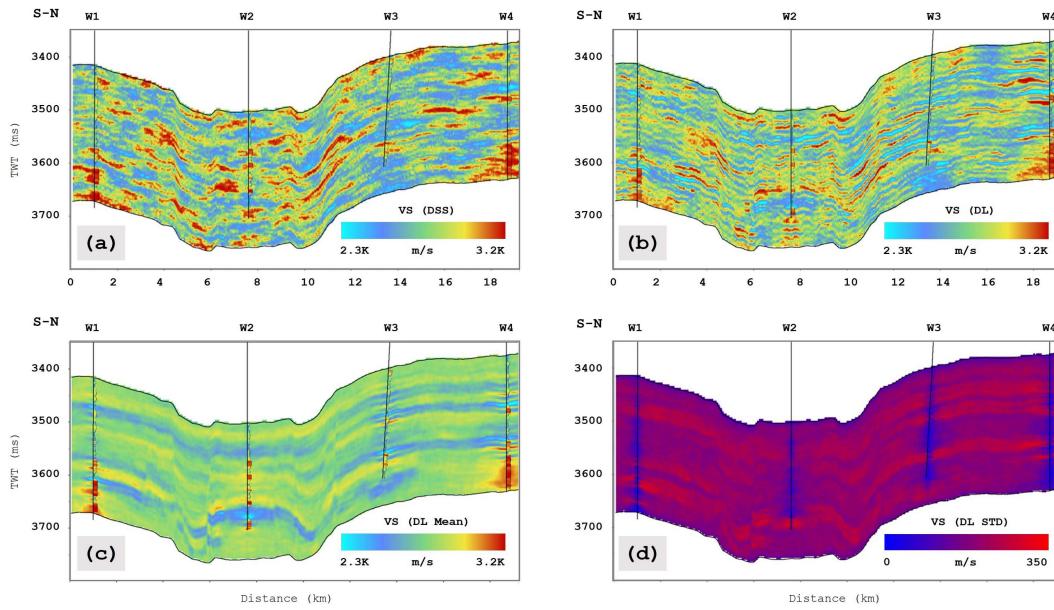 S-N W1 W2 W3 W4
3400
3500
TWT (ms)
3600
3700
VS (DSS)
(a)
2.3K m/s 3.2K
0 2 4 6 8 10 12 14 16 18
S-N W1 W2 W3 W4
3400
3500
3600
3700
VS (DL)
(b)
2.3K m/s 3.2K
0 2 4 6 8 10 12 14 16 18
S-N W1 W2 W3 W4
3400
3500
TWT (ms)
3600
3700
VS (DL Mean)
(c)
2.3K m/s 3.2K
Distance (km)
S-N W1 W2 W3 W4
3400
3500
3600
3700
VS (DL STD)
(d)
0 m/s 350
Distance (km)